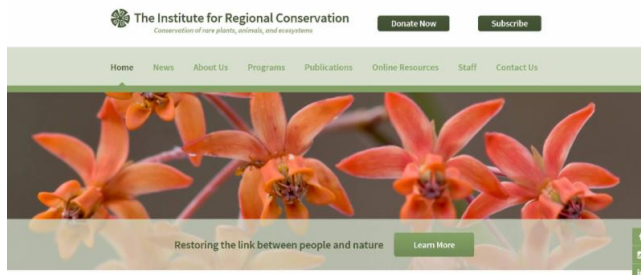 The Institute for Regional Conservation
Conservation of rare plants, animals, and ecosystems
Donate Now
Subscribe
Home News About Us Programs Publications Online Resources Staff Contact Us
Restoring the link between people and nature
Learn More